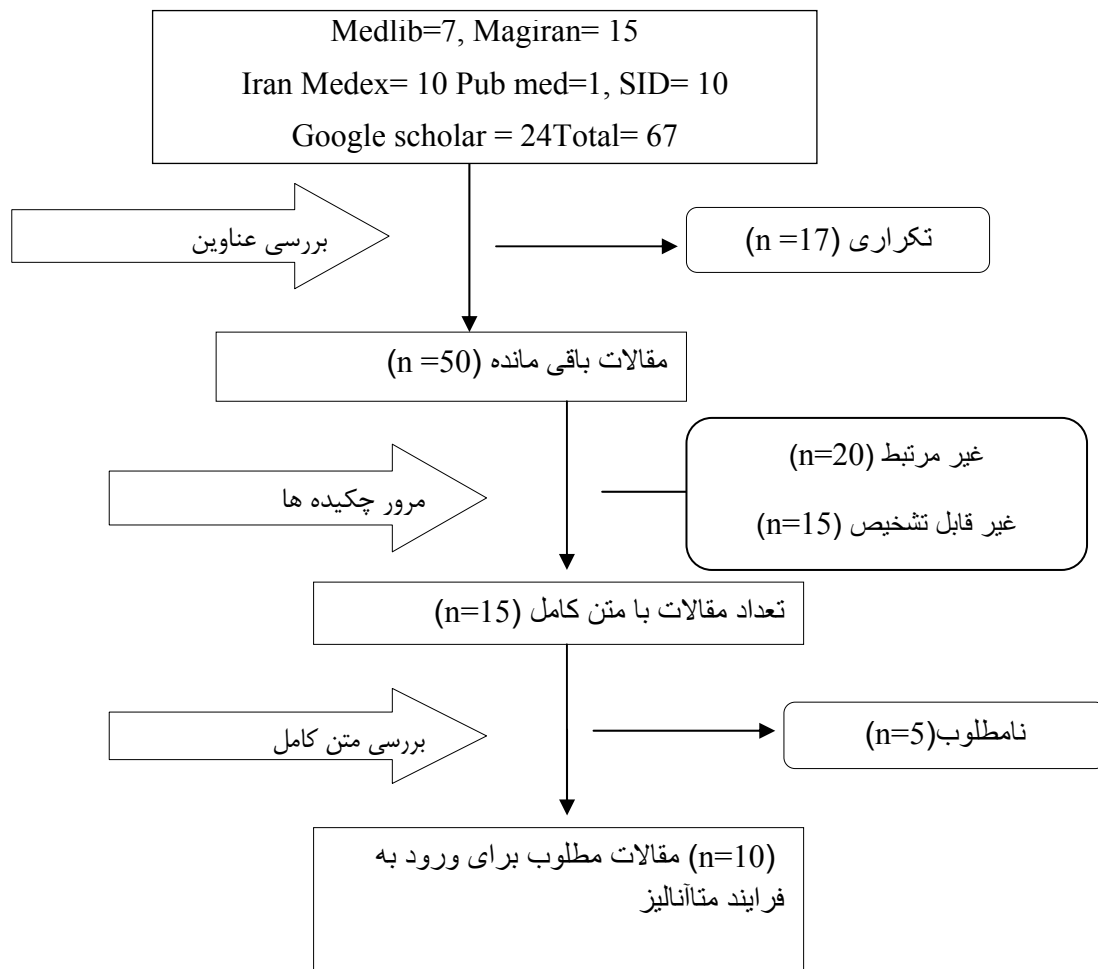 Medlib=7, Magiran= 15
Iran Medex= 10 Pub med=1, SID= 10
Google scholar = 24Total= 67
بررسی عناوین
تکراری (n =17)
مقالات باقی مانده (n =50)
غیر مرتبط (n=20)
مرور چکیده ها
غیر قابل تشخیص (n=15)
تعداد مقالات با متن کامل (n=15)
بررسی متن کامل
نامطلوب(n=5)
(n=10) مقالات مطلوب برای ورود به
فرایند متاآنالیز